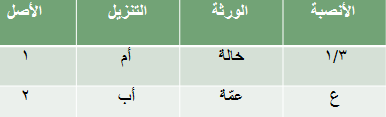 الأنصبة الورثة التنزيل الأصل
١/٣ خالة أم ١
ع عمّة أب ٢